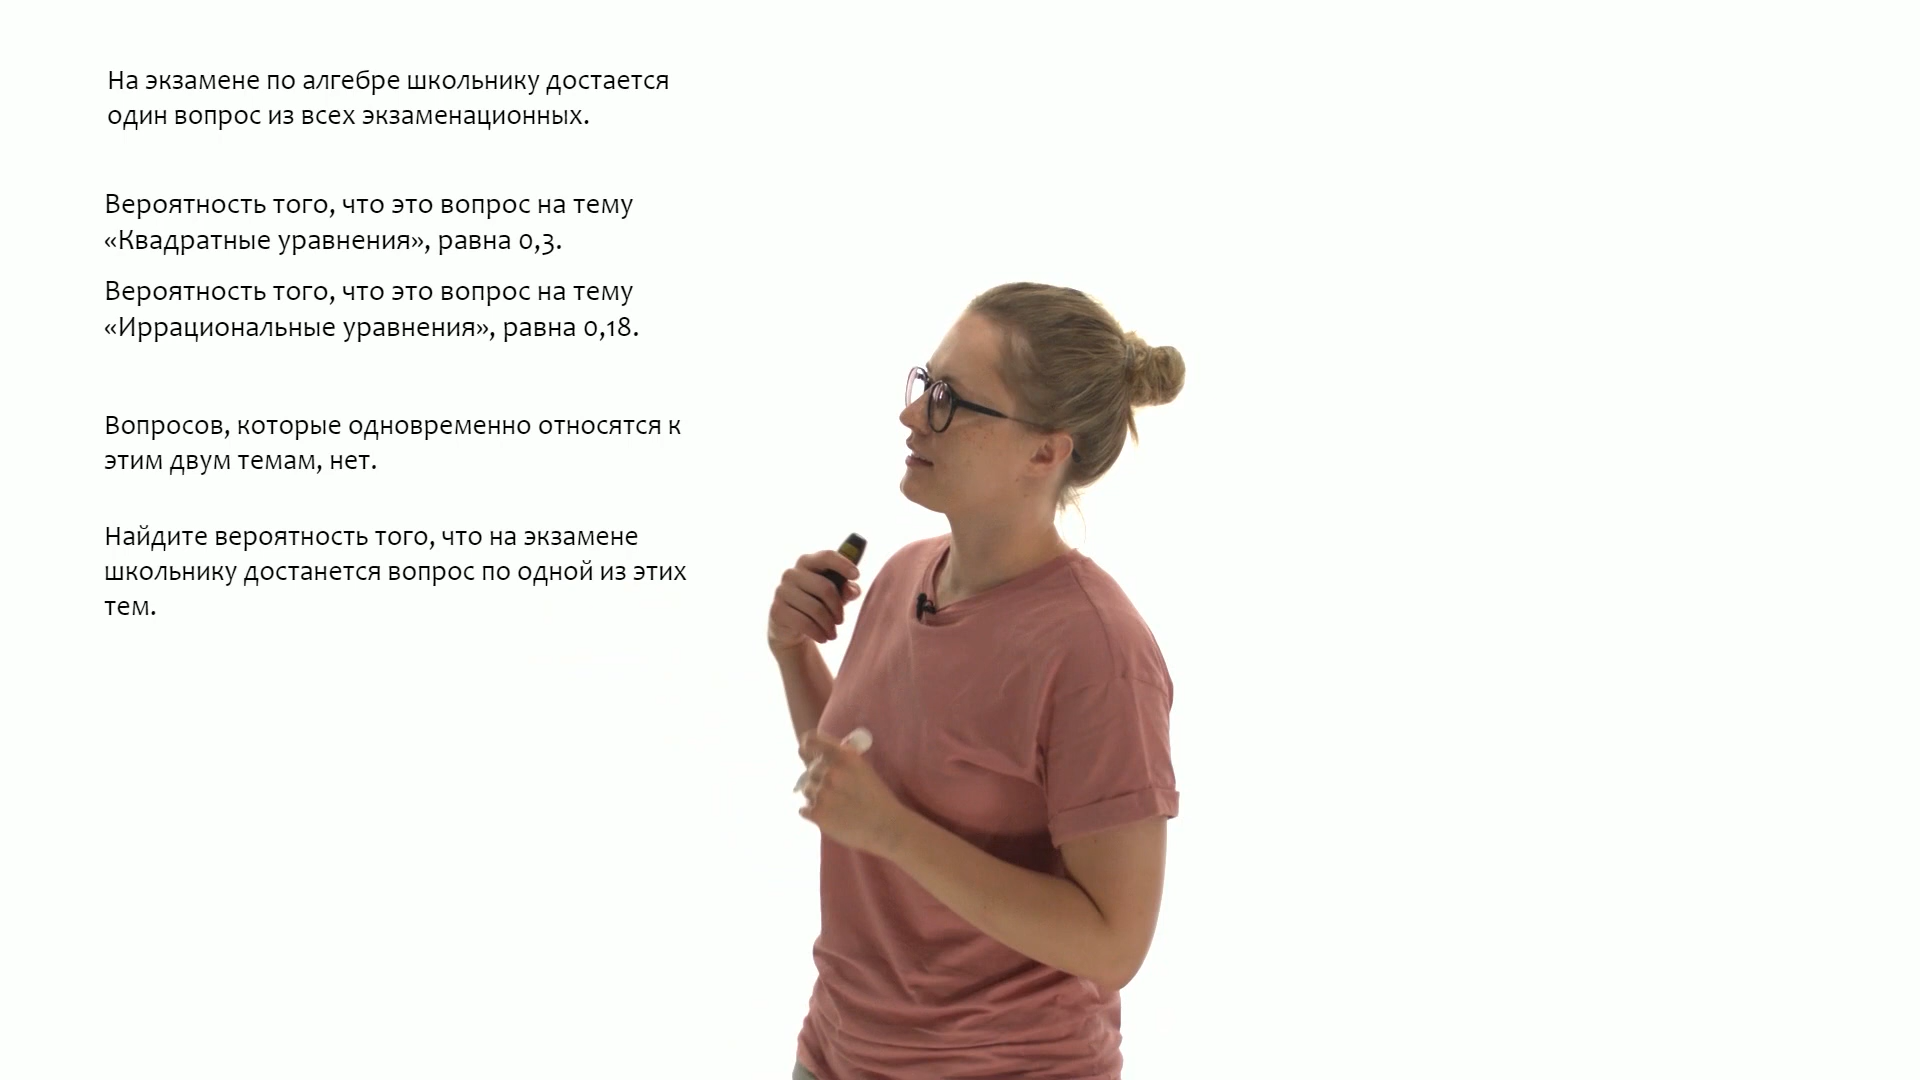 На экзамене по алгебре школьнику достается
один вопрос из всех экзаменационных.
Вероятность того, что это вопрос на тему
«Квадратные уравнения», равна 0,3.
Вероятность того, что это вопрос на тему
«Иррациональные уравнения», равна 0,18.
Вопросов, которые одновременно относятся к
этим двум темам, нет.
Найдите вероятность того, что на экзамене
школьнику достанется вопрос по одной из этих
тем.